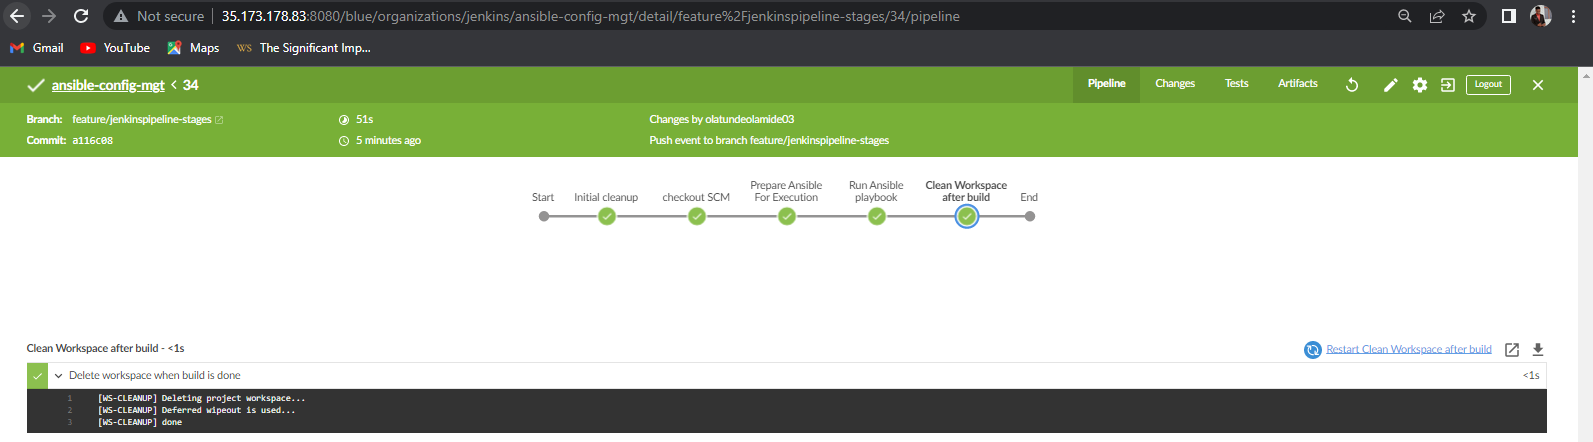 Not secure 35.173.178.83:8080/blue/organizations/jenkins/ansible-config-mgt/detail/feature%2Fjenkinspipeline-stages/34/pipeline
Gmail YouTube Maps WS The Significant Imp...
ansible-config-mgt < 34 Pipeline Changes Tests Artifacts Logout
Branch: feature/jenkinspipeline-stages 51s Changes by olatundeolamide03
Commit: a116c08 5 minutes ago Push event to branch feature/jenkinspipeline-stages
Start Initial cleanup checkout SCM Prepare Ansible For Execution Run Ansible playbook Clean Workspace after build End
Clean Workspace after build - <1s Restart Clean Workspace after build
Delete workspace when build is done <1s
1 [WS-CLEANUP] Deleting project workspace...
2 [WS-CLEANUP] Deferred wipeout is used...
3 [WS-CLEANUP] done